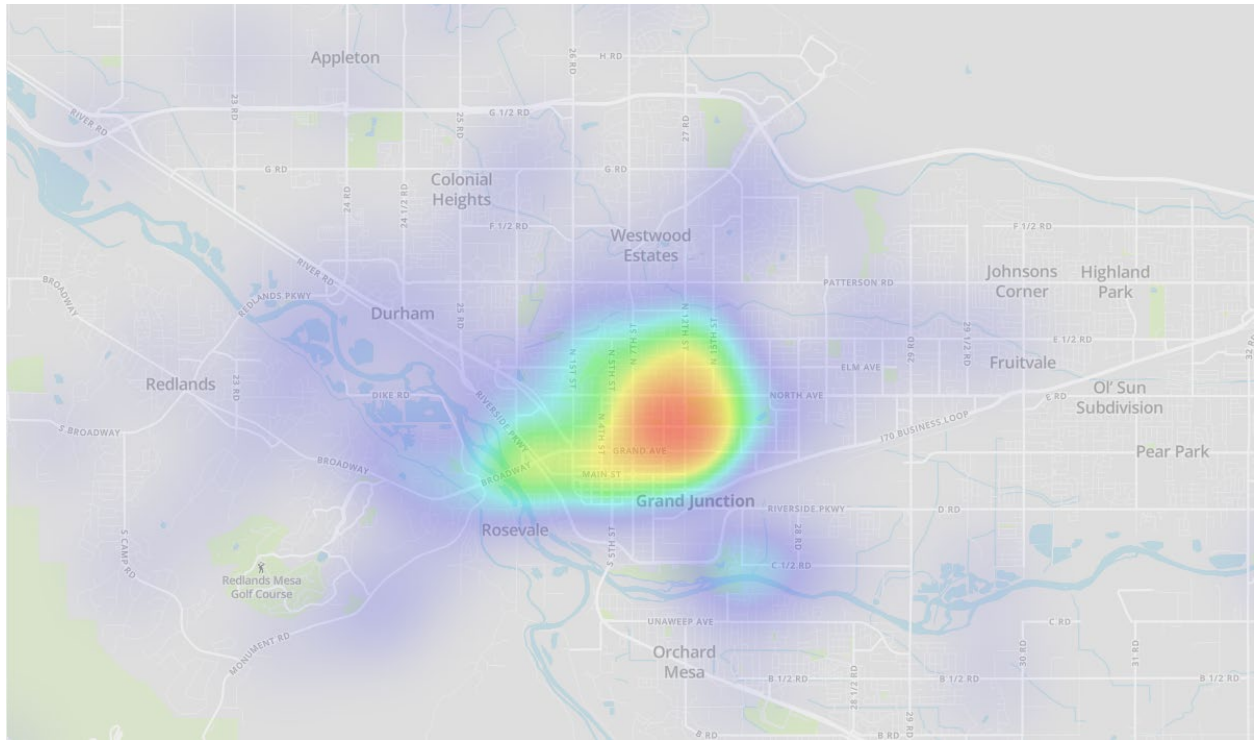 Appleton
H RD
26 RD
23 RD
RIVER RD
G 1/2 RD
25 RD
27 RD
G RD
G RD
Colonial
Heights
24 RD
24 1/2 RD
F 1/2 RD
F 1/2 RD
Westwood
Estates
Johnsons
Corner
Highland
Park
RIVER RD
PATTERSON RD
BROADWAY
REDLANDS PKWY
Durham
25 RD
N 1ST ST
N 5TH ST
N 7TH ST
N 12TH ST
N 15TH ST
29 RD
29 1/2 RD
E 1/2 RD
32 RD
Redlands
23 RD
ELM AVE
Fruitvale
DIKE RD
RIVERSIDE PKWY
NORTH AVE
E RD
Ol' Sun
Subdivision
S BROADWAY
N 4TH ST
I70 BUSINESS LOOP
GRAND AVE
Pear Park
BROADWAY
BROADWAY
MAIN ST
Grand Junction
RIVERSIDE PKWY
D RD
Rosevale
S CAMP RD
S 5TH ST
28 RD
C 1/2 RD
Redlands Mesa
Golf Course
UNAWEEP AVE
C RD
MONUMENT RD
Orchard
Mesa
30 RD
31 RD
B 1/2 RD
B 1/2 RD
B 1/2 RD
28 1/2 RD
29 RD
B RD
B RD